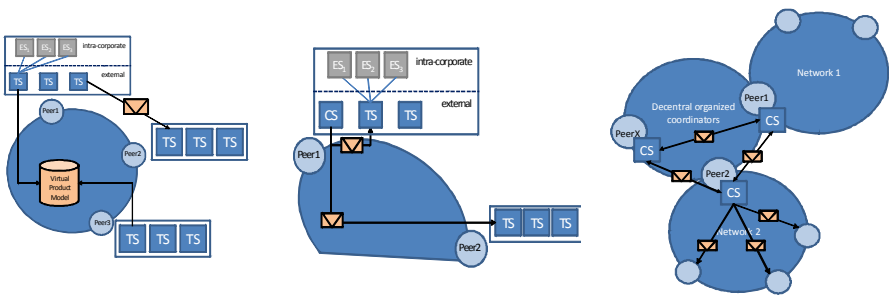 ES1 ES2 ES3 intra-corporate
external
TS TS TS
Peer1
TS TS TS
Peer2
Virtual
Product
Model
Peer3
TS TS TS
ES1 ES2 ES3
intra-corporate
external
CS TS TS
Peer1
TS TS TS
Peer2
Network 1
Peer1
Decentral organized
coordinators
CS
PeerX
CS
Peer2
CS
Network 2